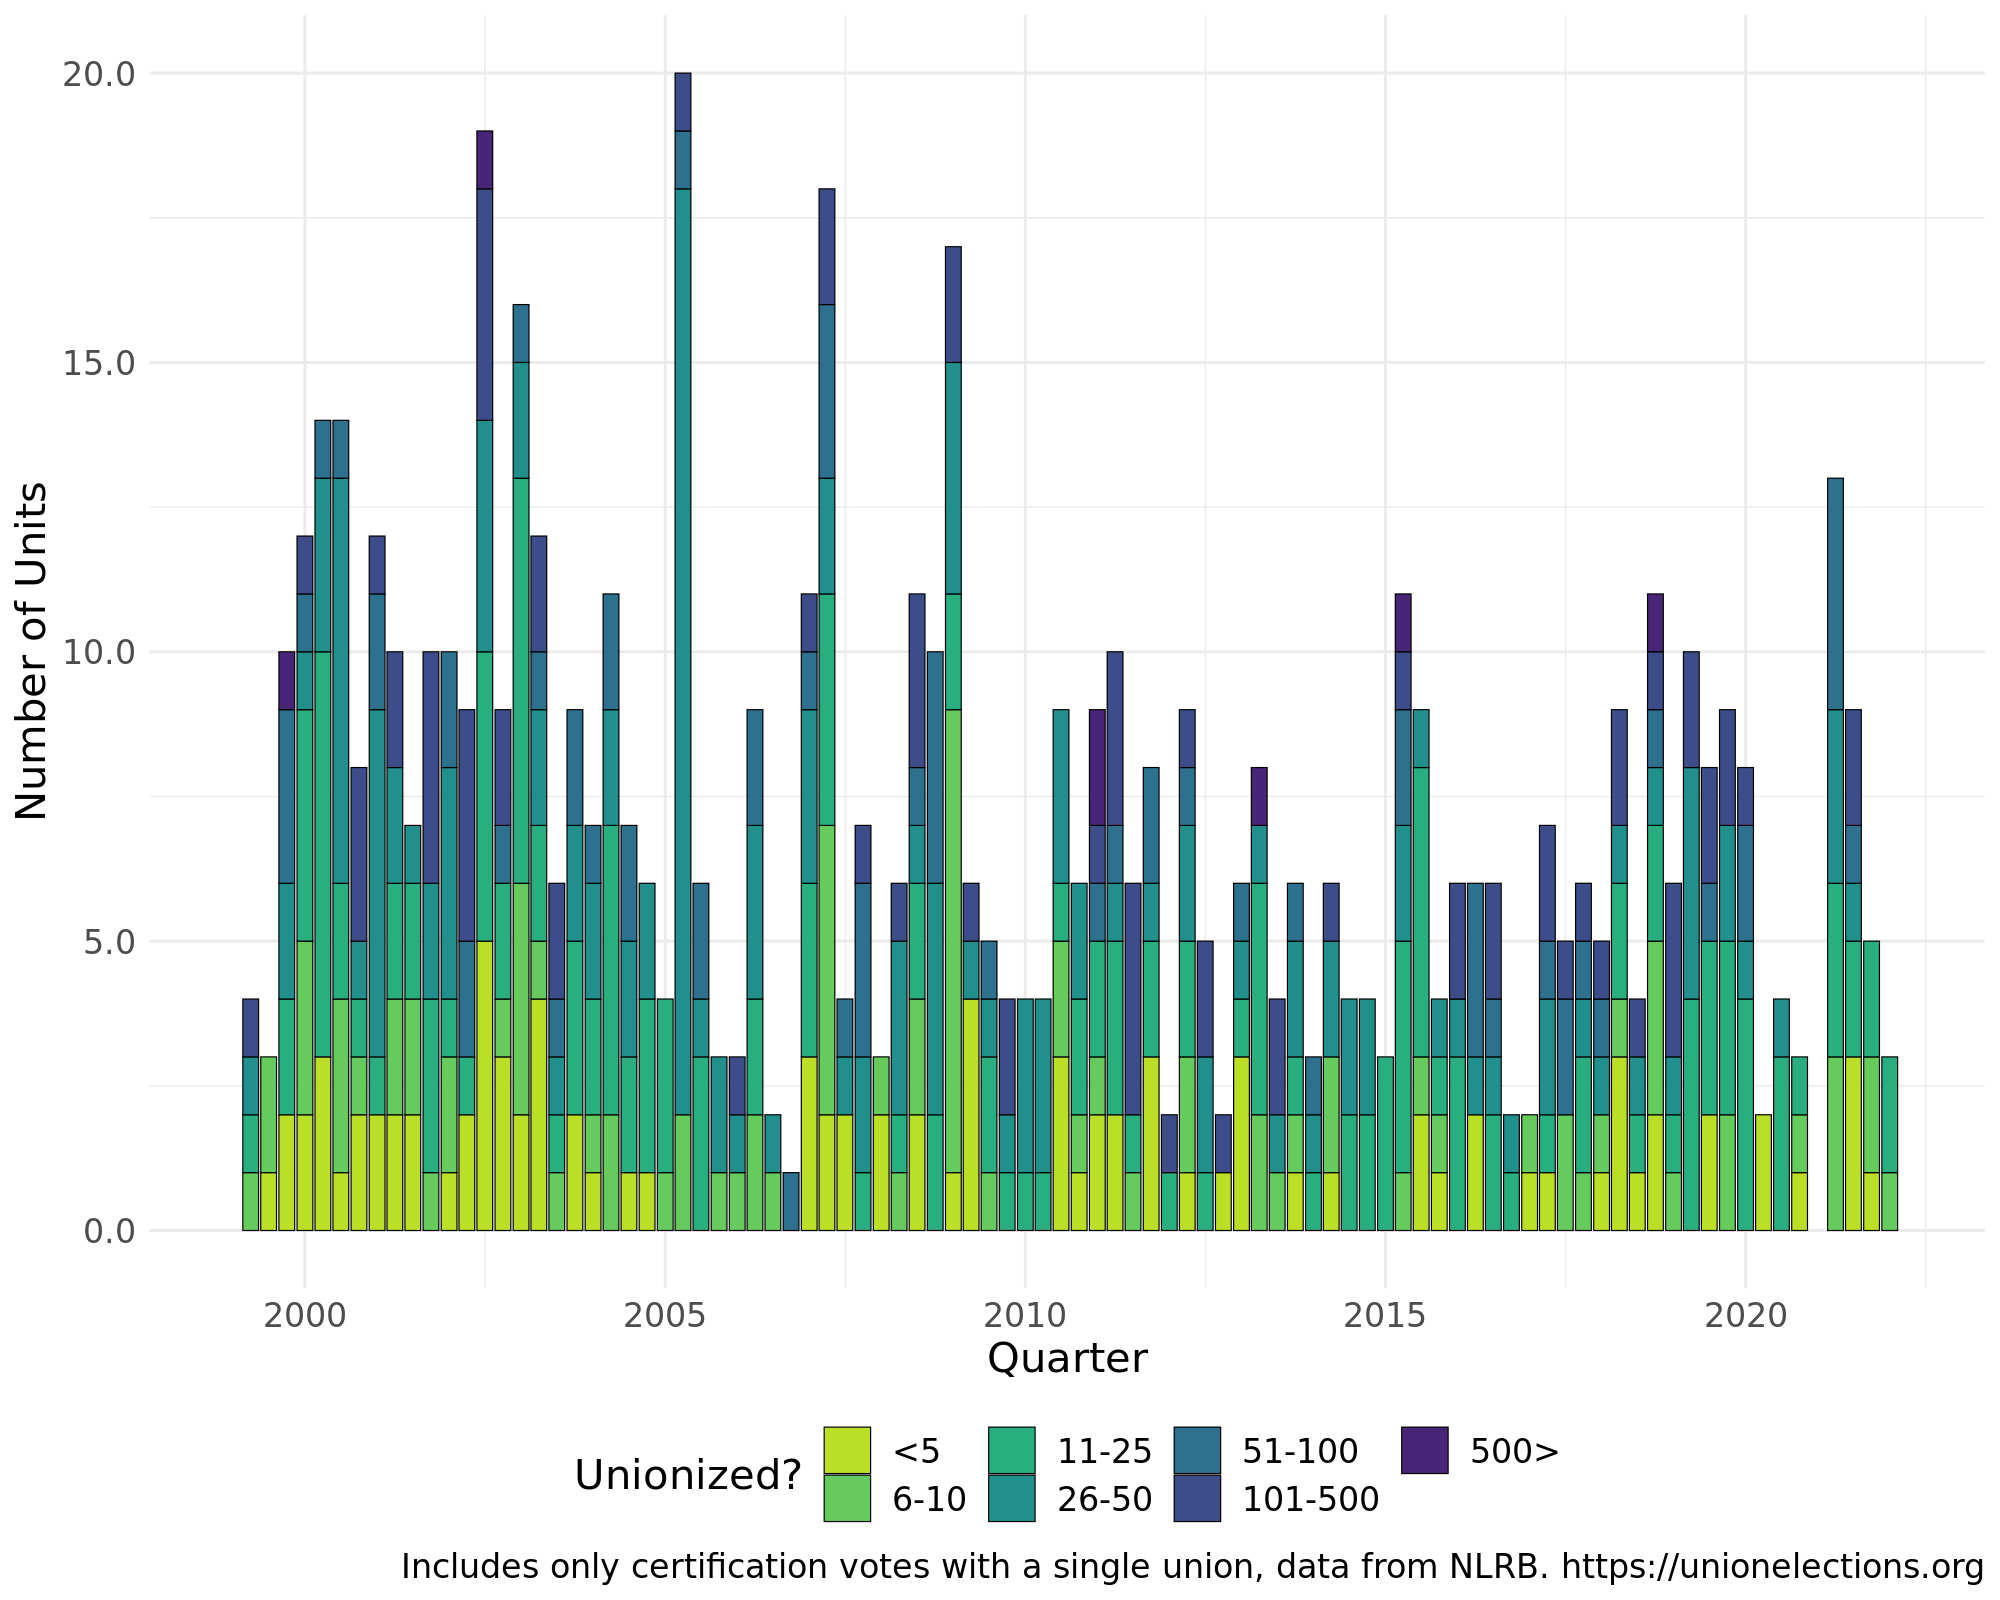 20.0
15.0
10.0
5.0
0.0
Number of Units
2000 2005 2010 2015 2020
Quarter
Unionized?
<5 11-25 51-100 500>
6-10 26-50 101-500
Includes only certification votes with a single union, data from NLRB. https://unionelections.org